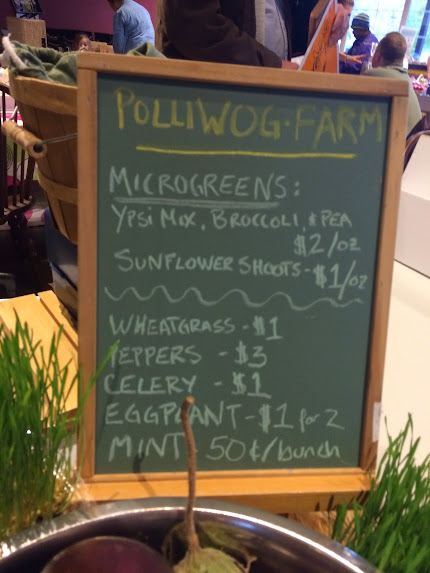 POLLIWOG·FARM
MICROGREENS:
YPSI MIX, BROCCOLI, & PEA
$2/oz
SUNFLOWER SHOOTS-$1/oz
WHEATGRASS-$1
PEPPERS -$3
CELERY -$1
EGGPLANT-$1 for 2
MINT- 50¢/bunch